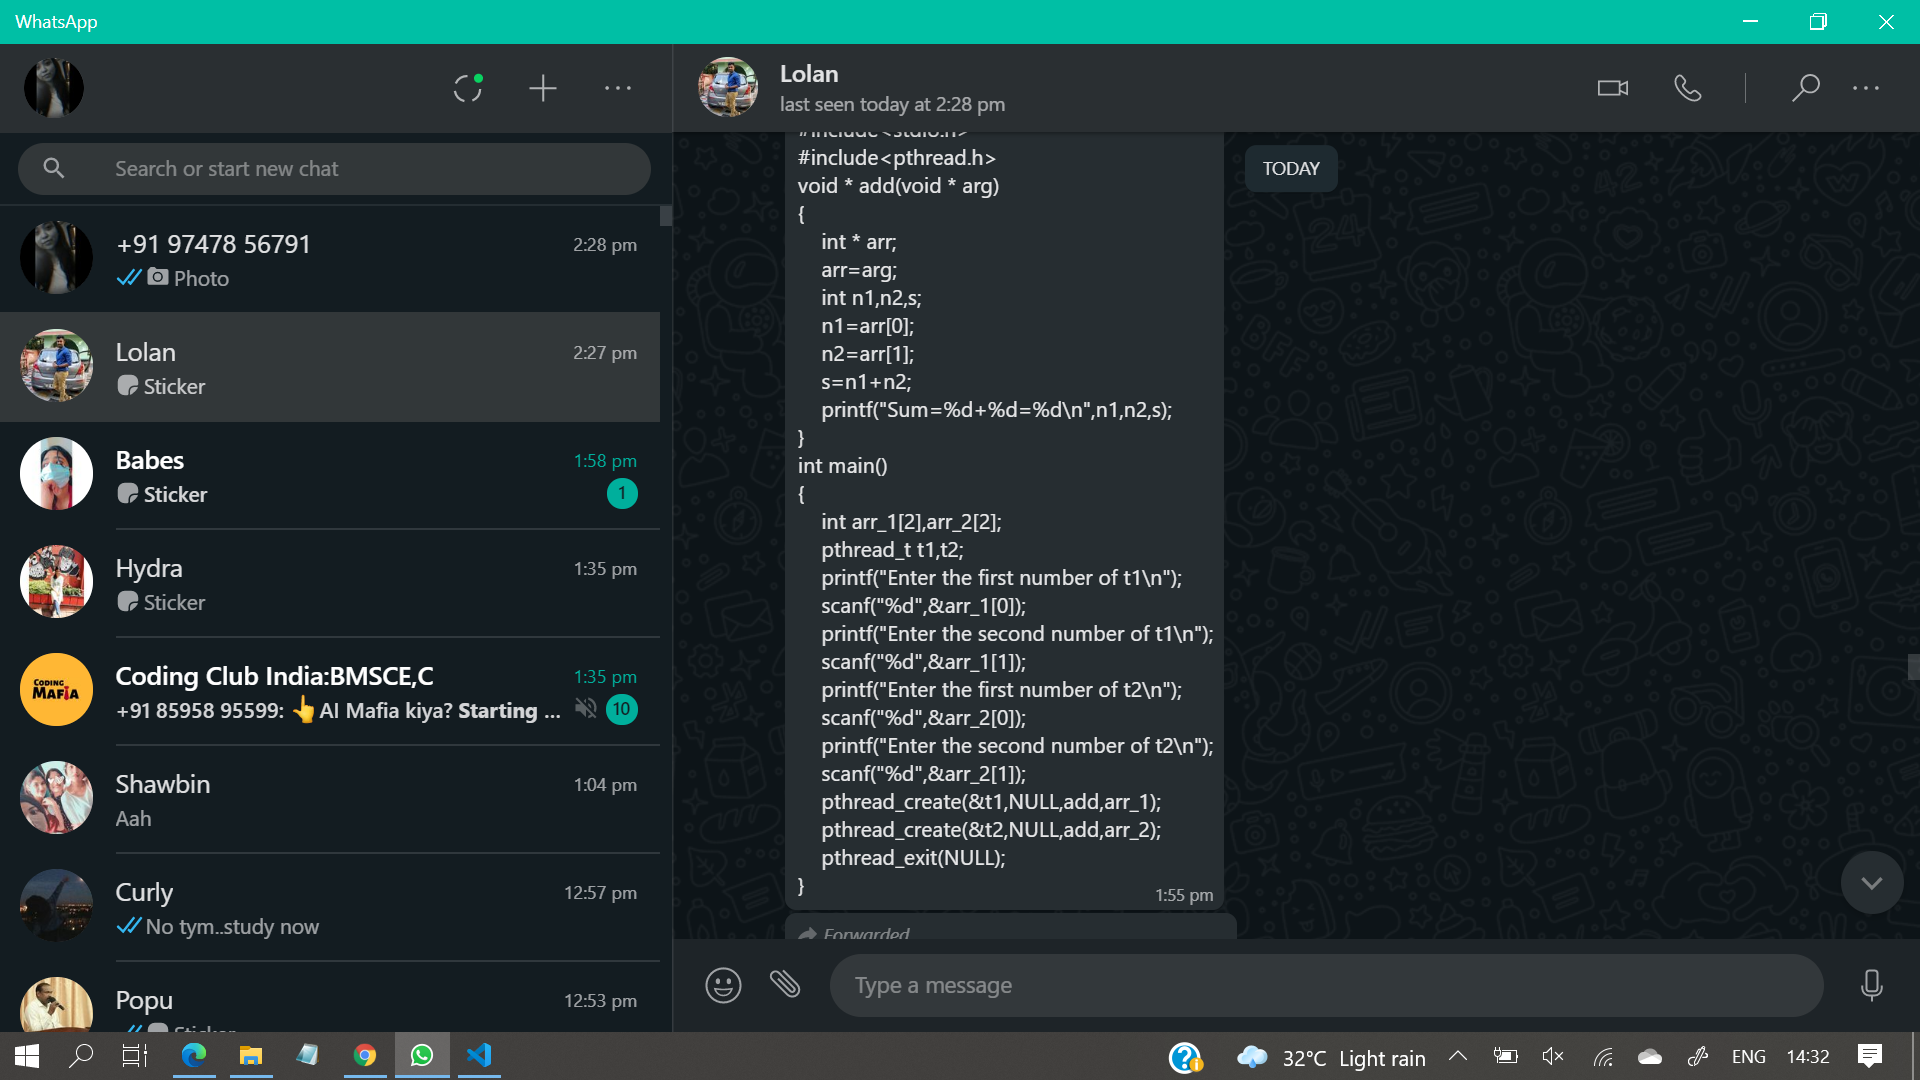 WhatsApp
Search or start new chat
+91 97478 56791
2:28 pm
Photo
Lolan
2:27 pm
Sticker
Babes
1:58 pm
Sticker
1
Hydra
1:35 pm
Sticker
CODING
MAFIA
Coding Club India:BMSCE,C
1:35 pm
+91 85958 95599: 👆AI Mafia kiya? Starting ...
10
Shawbin
1:04 pm
Aah
Curly
12:57 pm
No tym..study now
Popu
12:53 pm
Sticker
Lolan
last seen today at 2:28 pm
TODAY
#include<stdio.h>
#include<pthread.h>
void * add(void * arg)
{
int * arr;
arr=arg;
int n1,n2,s;
n1=arr[0];
n2=arr[1];
s=n1+n2;
printf("Sum=%d+%d=%d\n",n1,n2,s);
}
int main()
{
int arr_1[2],arr_2[2];
pthread_t t1,t2;
printf("Enter the first number of t1\n");
scanf("%d",&arr_1[0]);
printf("Enter the second number of t1\n");
scanf("%d",&arr_1[1]);
printf("Enter the first number of t2\n");
scanf("%d",&arr_2[0]);
printf("Enter the second number of t2\n");
scanf("%d",&arr_2[1]);
pthread_create(&t1,NULL,add,arr_1);
pthread_create(&t2,NULL,add,arr_2);
pthread_exit(NULL);
}
1:55 pm
Forwarded
Type a message
32°C Light rain
ENG
14:32